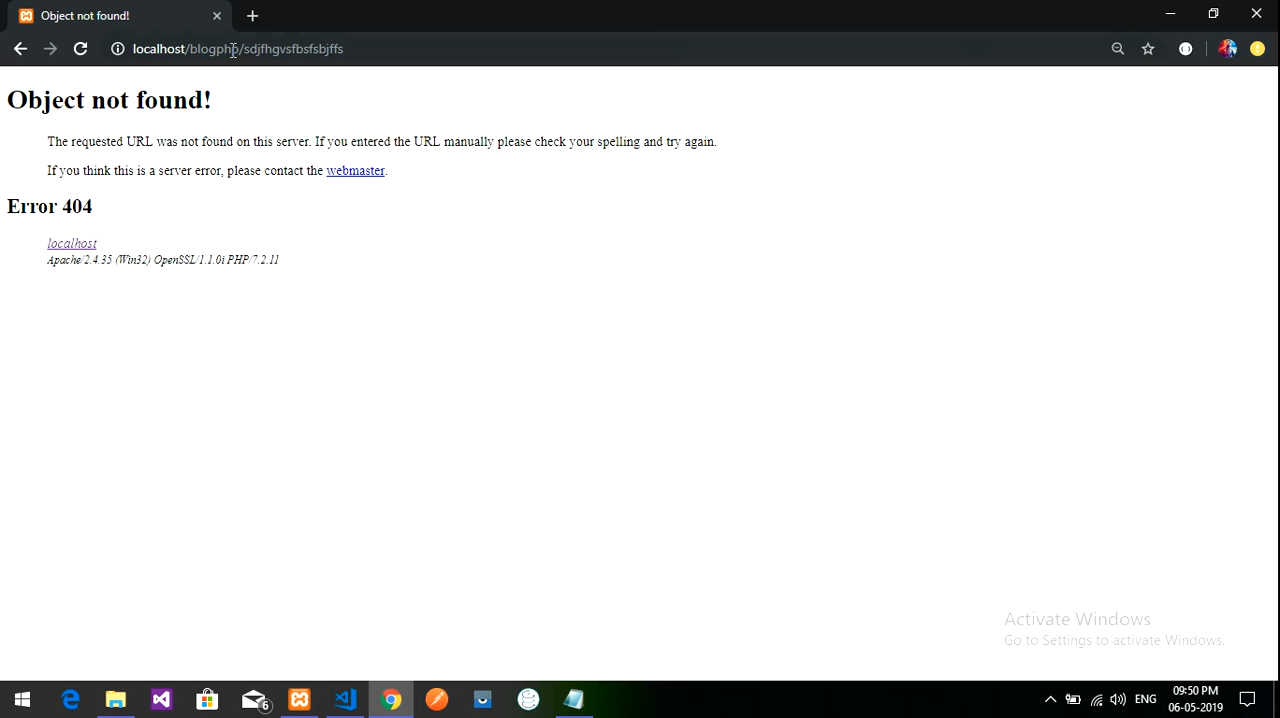 Object not found!
localhost/blogphp/sdjfhgvsfbsfsbjffs
Object not found!
The requested URL was not found on this server. If you entered the URL manually please check your spelling and try again.
If you think this is a server error, please contact the webmaster.
Error 404
localhost
Apache/2.4.35 (Win32) OpenSSL/1.1.0i PHP/7.2.11
Activate Windows
Go to Settings to activate Windows.
6
ENG
09:50 PM
06-05-2019